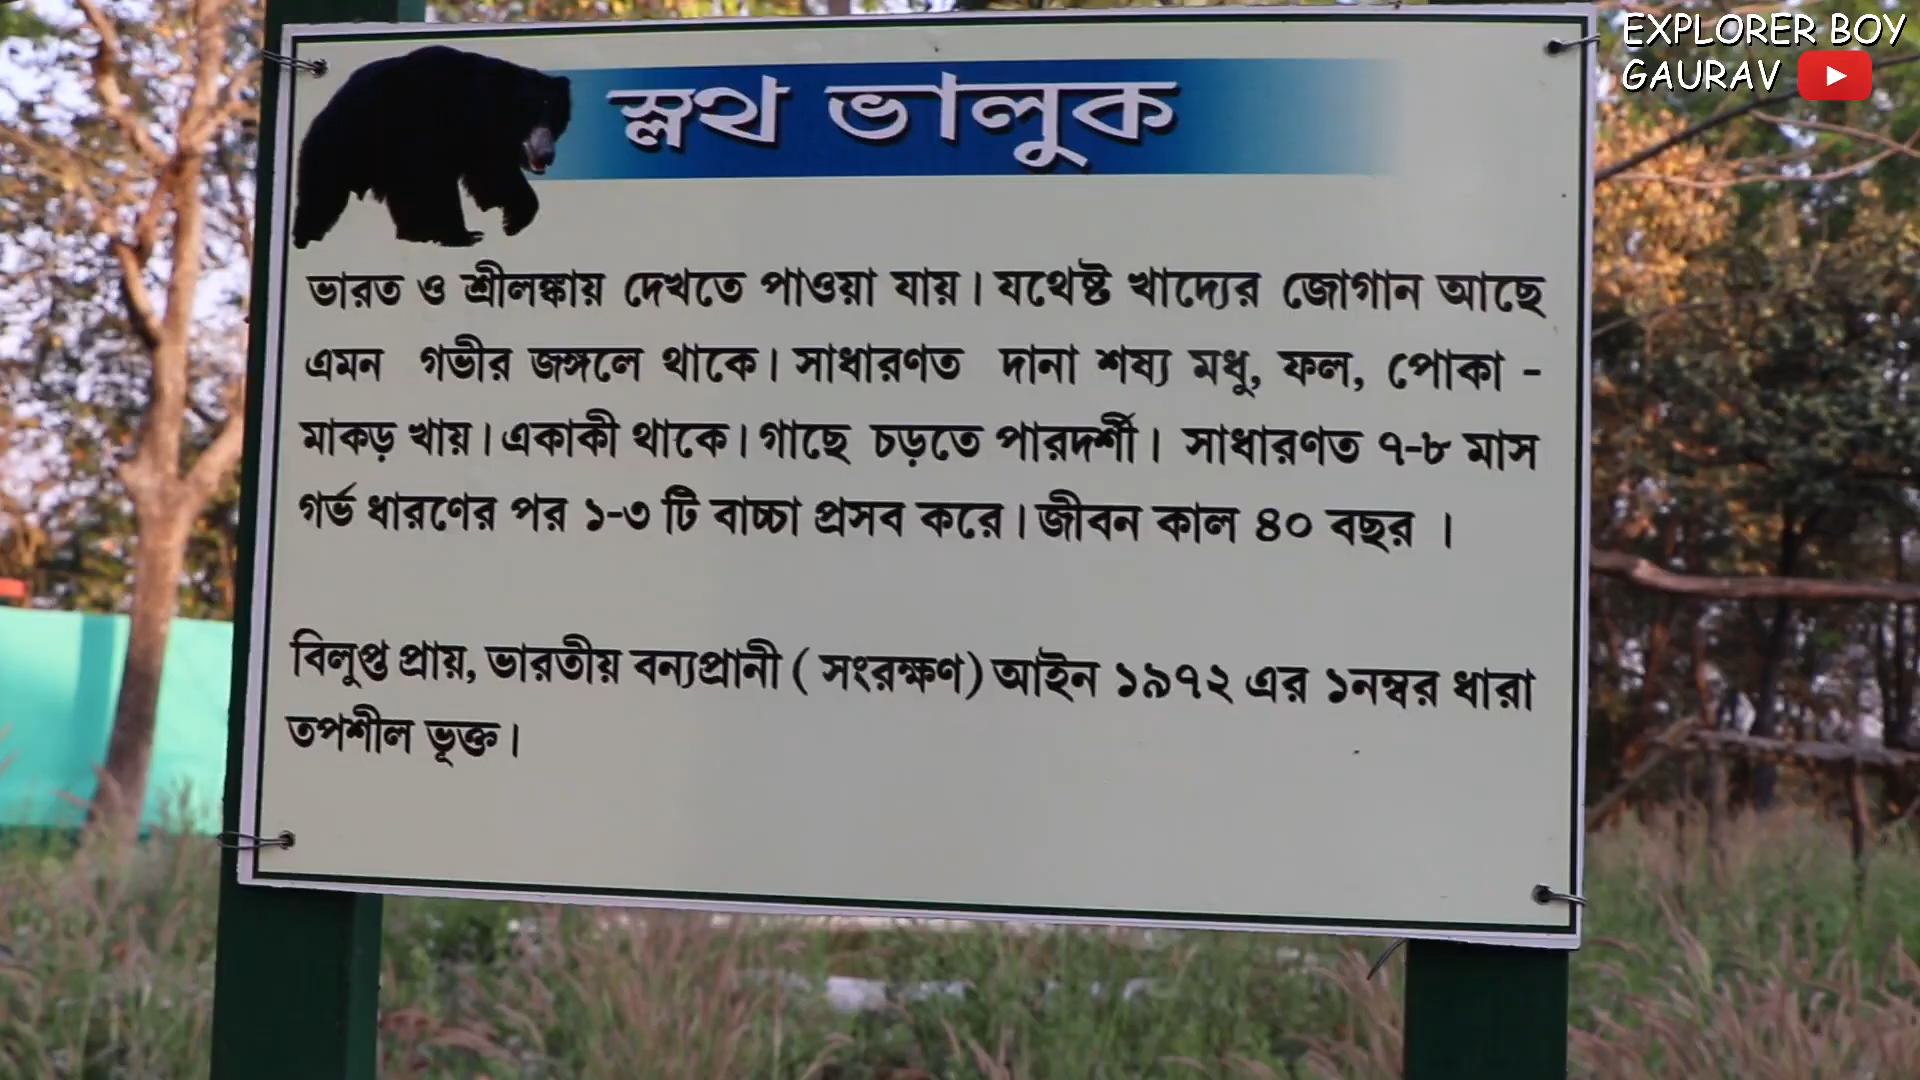 EXPLORER BOY
GAURAV
স্লথ ভালুক
ভারত ও শ্রীলঙ্কায় দেখতে পাওয়া যায়। যথেষ্ট খাদ্যের জোগান আছে
এমন গভীর জঙ্গলে থাকে। সাধারণত দানা শষ্য মধু, ফল, পোকা -
মাকড় খায়। একাকী থাকে। গাছে চড়তে পারদর্শী। সাধারণত ৭-৮ মাস
গর্ভ ধারণের পর ১-৩ টি বাচ্চা প্রসব করে। জীবন কাল ৪০ বছর ।
বিলুপ্ত প্রায়, ভারতীয় বন্যপ্রানী ( সংরক্ষণ) আইন ১৯৭২ এর ১নম্বর ধারা
তপশীল ভূক্ত।